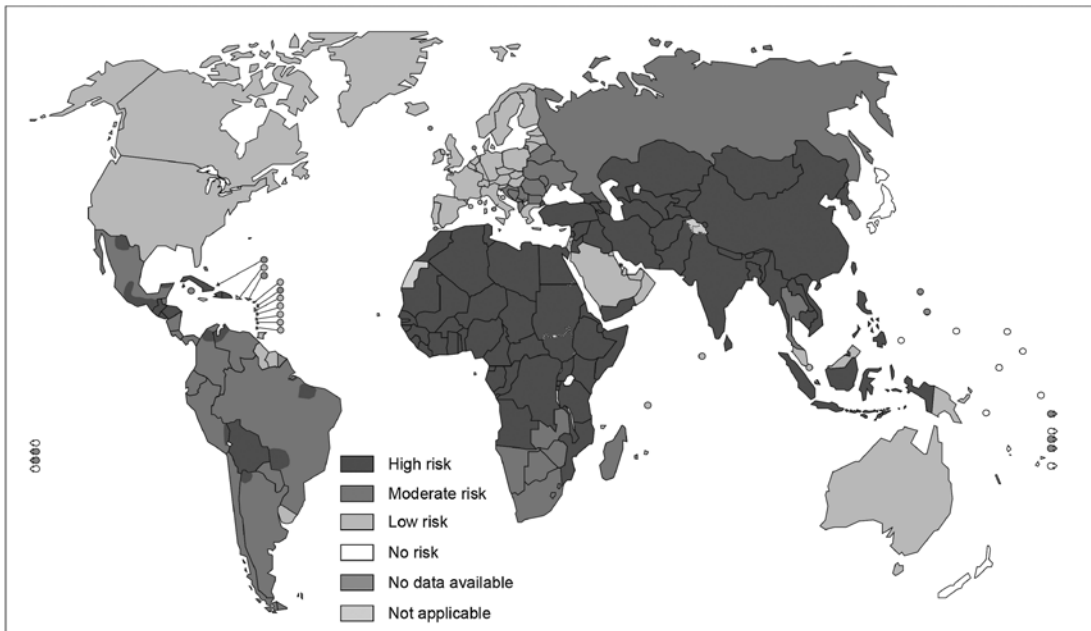 High risk
Moderate risk
Low risk
No risk
No data available
Not applicable